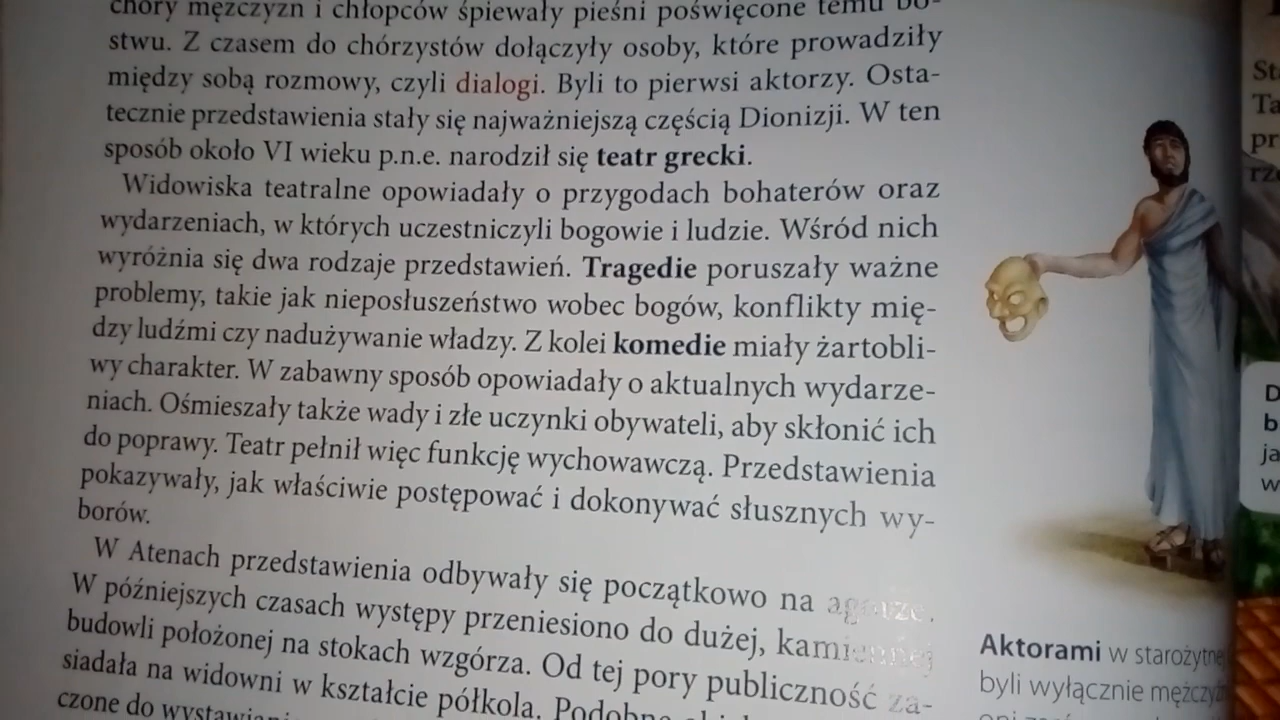 chóry mężczyzn i chłopców śpiewały pieśni poświęcone temu bó-
stwu. Z czasem do chórzystów dołączyły osoby, które prowadziły
między sobą rozmowy, czyli dialogi. Byli to pierwsi aktorzy. Osta-
tecznie przedstawienia stały się najważniejszą częścią Dionizji. W ten
sposób około VI wieku p.n.e. narodził się teatr grecki.
Widowiska teatralne opowiadały o przygodach bohaterów oraz
wydarzeniach, w których uczestniczyli bogowie i ludzie. Wśród nich
wyróżnia się dwa rodzaje przedstawień. Tragedie poruszały ważne
problemy, takie jak nieposłuszeństwo wobec bogów, konflikty mię-
dzy ludźmi czy nadużywanie władzy. Z kolei komedie miały żartobli-
wy charakter. W zabawny sposób opowiadały o aktualnych wydarze-
niach. Ośmieszały także wady i złe uczynki obywateli, aby skłonić ich
do poprawy. Teatr pełnił więc funkcję wychowawczą. Przedstawienia
pokazywały, jak właściwie postępować i dokonywać słusznych wy-
borów.
W Atenach przedstawienia odbywały się początkowo na agorze.
W późniejszych czasach występy przeniesiono do dużej, kamiennej
budowli położonej na stokach wzgórza. Od tej pory publiczność za-
siadała na widowni w kształcie półkola. Podobne
czone do
Aktorami w
byli wyłącznie